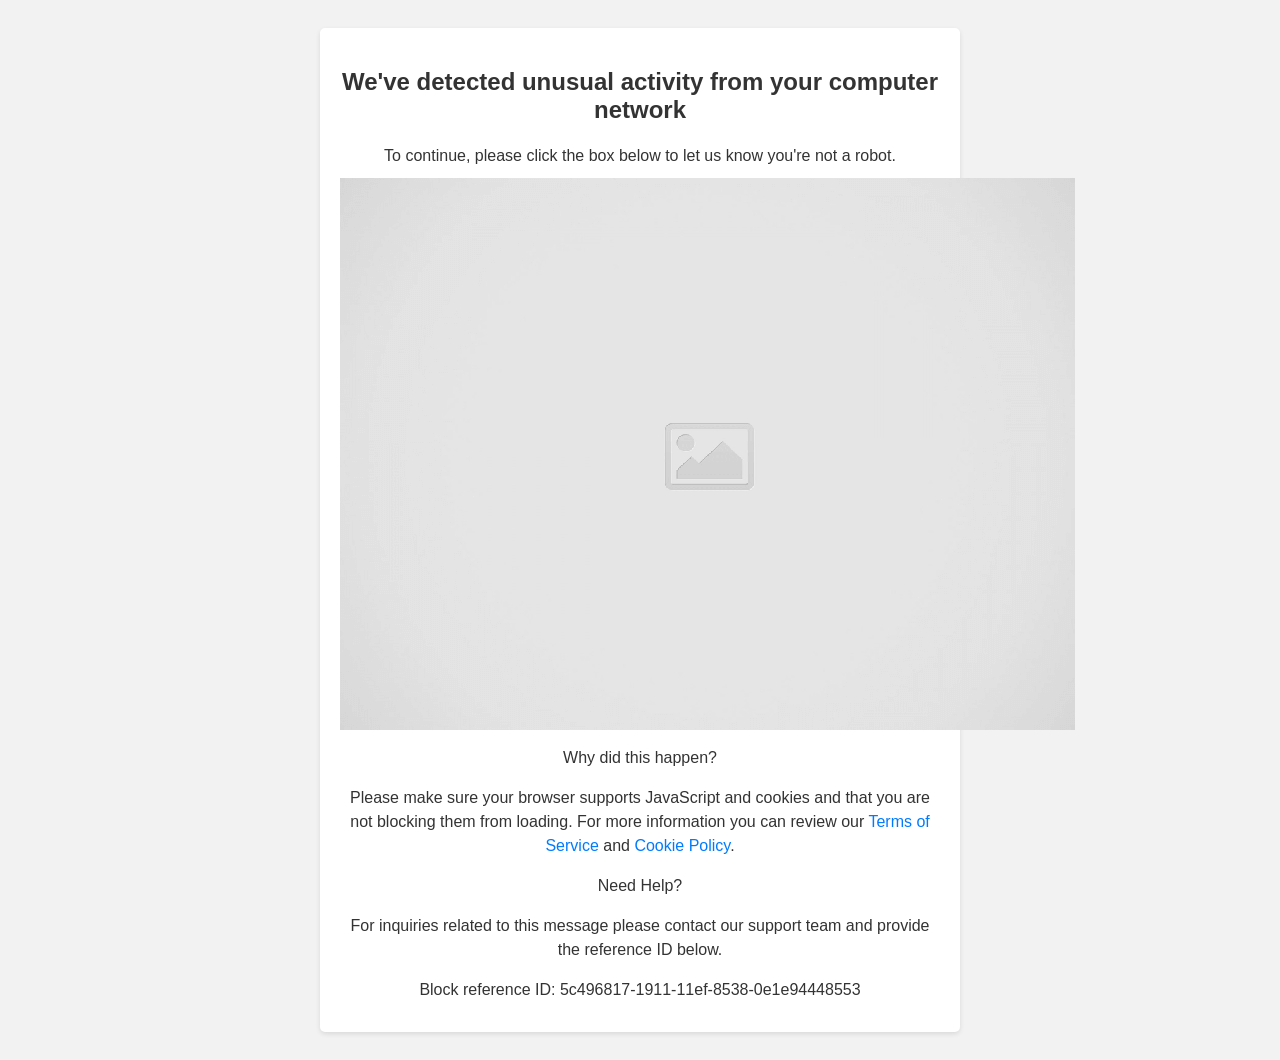 We've detected unusual activity from your computer
network
To continue, please click the box below to let us know you're not a robot.
Why did this happen?
Please make sure your browser supports JavaScript and cookies and that you are
not blocking them from loading. For more information you can review our Terms of
Service and Cookie Policy.
Need Help?
For inquiries related to this message please contact our support team and provide
the reference ID below.
Block reference ID: 5c496817-1911-11ef-8538-0e1e94448553